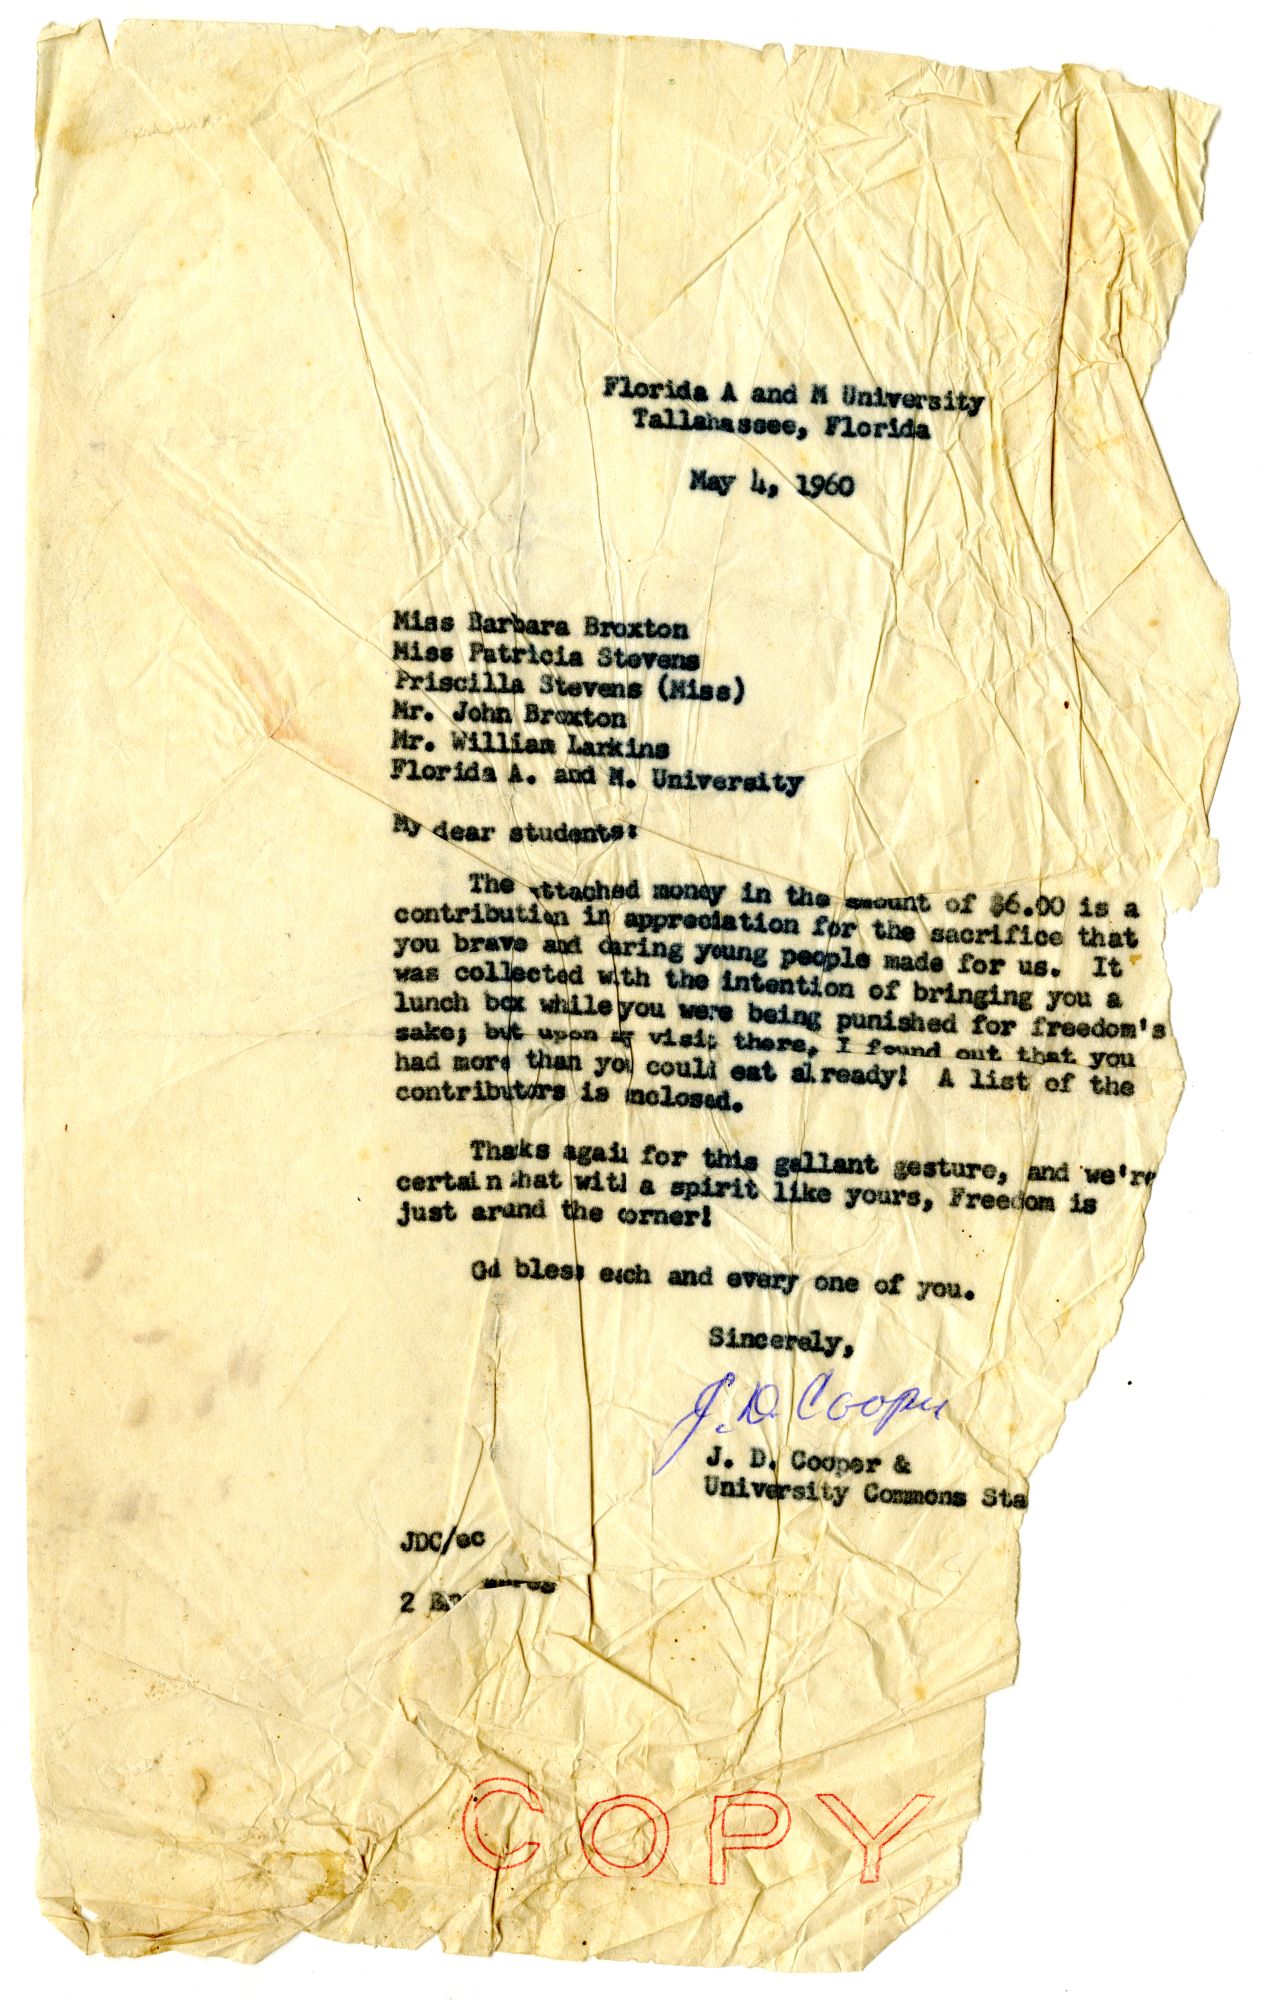 Florida A and M University
Tallahassee, Florida
May 4, 1960
Miss Barbara Broxton
Miss Patricia Stevens
Priscilla Stevens (Miss)
Mr. John Broxton
Mr. William Larkins
Florida A. and M. University
My dear students:
The attached money in the amount of $6.00 is a
contribution in appreciation for the sacrifice that
you brave and daring young people made for us. It
was collected with the intention of bringing you a
lunch box while you were being punished for freedom's
sake; but upon my visit there, I found out that you
had more than you could eat already! A list of the
contributors is inclosed.
Thanks again for this gallant gesture, and we're
certain that with a spirit like yours, Freedom is
just around the corner!
God bless each and every one of you.
Sincerely,
J. D. Cooper
J. D. Cooper &
University Commons Sta
JDC/ec
2
COPY